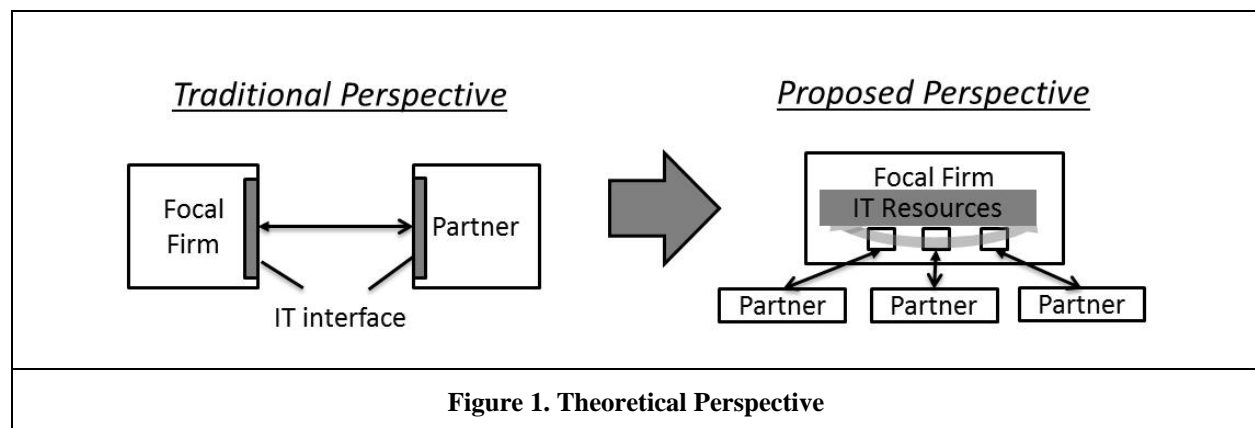 Traditional Perspective
Focal
Firm
Partner
IT interface
Proposed Perspective
Focal Firm
IT Resources
Partner
Partner
Partner
Figure 1. Theoretical Perspective